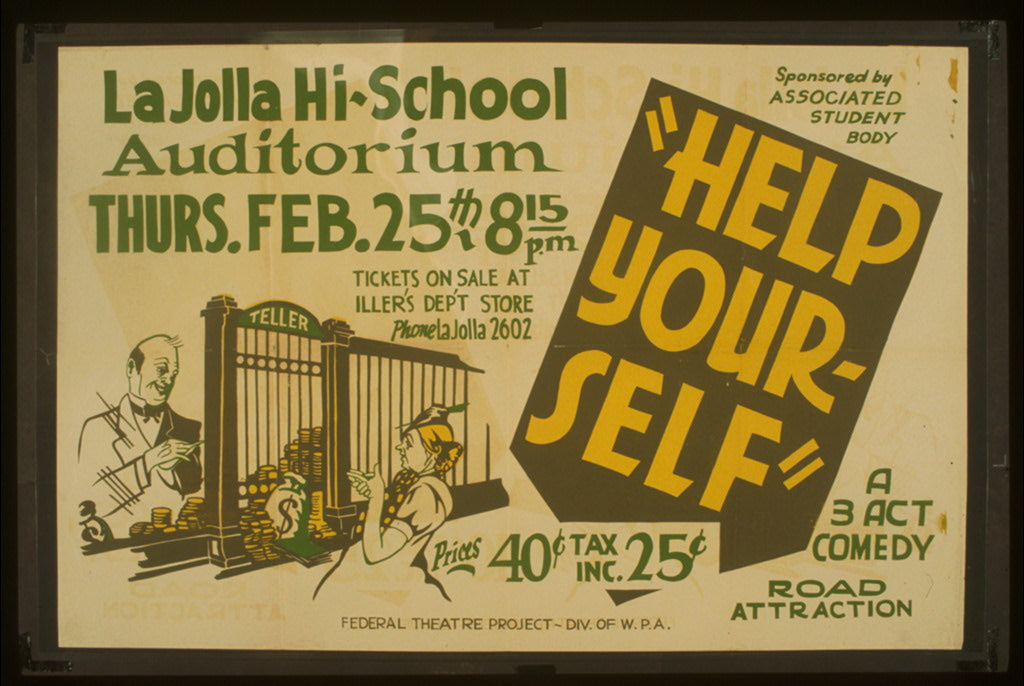 La Jolla Hi-School
Auditorium
THURS. FEB. 25th 8 15 p.m
TICKETS ON SALE AT
ILLER'S DEP'T STORE
Phone La Jolla 2602
Sponsored by
ASSOCIATED
STUDENT
BODY
"HELP
YOUR-
SELF"
TELLER
$
Prices 40¢ TAX INC. 25¢
A
3 ACT
COMEDY
ROAD
ATTRACTION
FEDERAL THEATRE PROJECT~DIV. OF W.P.A.